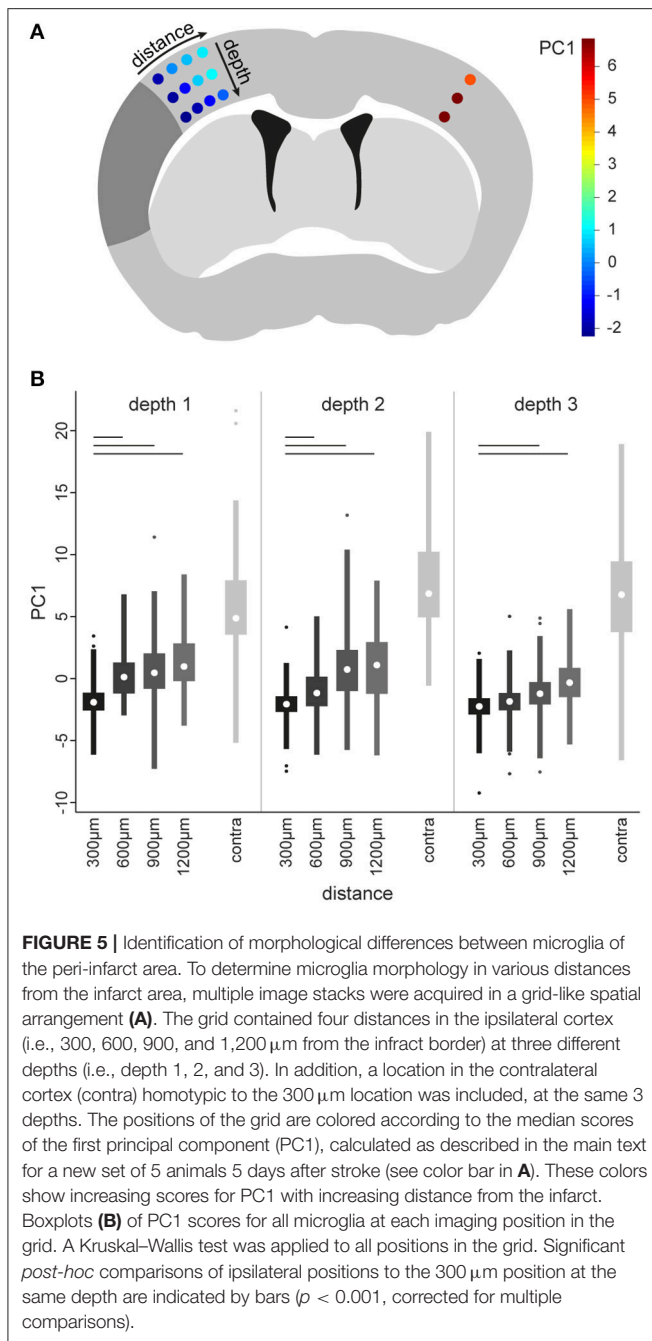 A
distance
depth
PC1
6
5
4
3
2
1
0
-1
-2
B
depth 1
depth 2
depth 3
20
15
10
5
0
-5
-10
PC1
300µm
600µm
900µm
1200µm
contra
300µm
600µm
900µm
1200µm
contra
300µm
600µm
900µm
1200µm
contra
distance
FIGURE 5 | Identification of morphological differences between microglia of
the peri-infarct area. To determine microglia morphology in various distances
from the infarct area, multiple image stacks were acquired in a grid-like spatial
arrangement (A). The grid contained four distances in the ipsilateral cortex
(i.e., 300, 600, 900, and 1,200 µm from the infract border) at three different
depths (i.e., depth 1, 2, and 3). In addition, a location in the contralateral
cortex (contra) homotypic to the 300 µm location was included, at the same 3
depths. The positions of the grid are colored according to the median scores
of the first principal component (PC1), calculated as described in the main text
for a new set of 5 animals 5 days after stroke (see color bar in A). These colors
show increasing scores for PC1 with increasing distance from the infarct.
Boxplots (B) of PC1 scores for all microglia at each imaging position in the
grid. A Kruskal–Wallis test was applied to all positions in the grid. Significant
post-hoc comparisons of ipsilateral positions to the 300 µm position at the
same depth are indicated by bars (p < 0.001, corrected for multiple
comparisons).